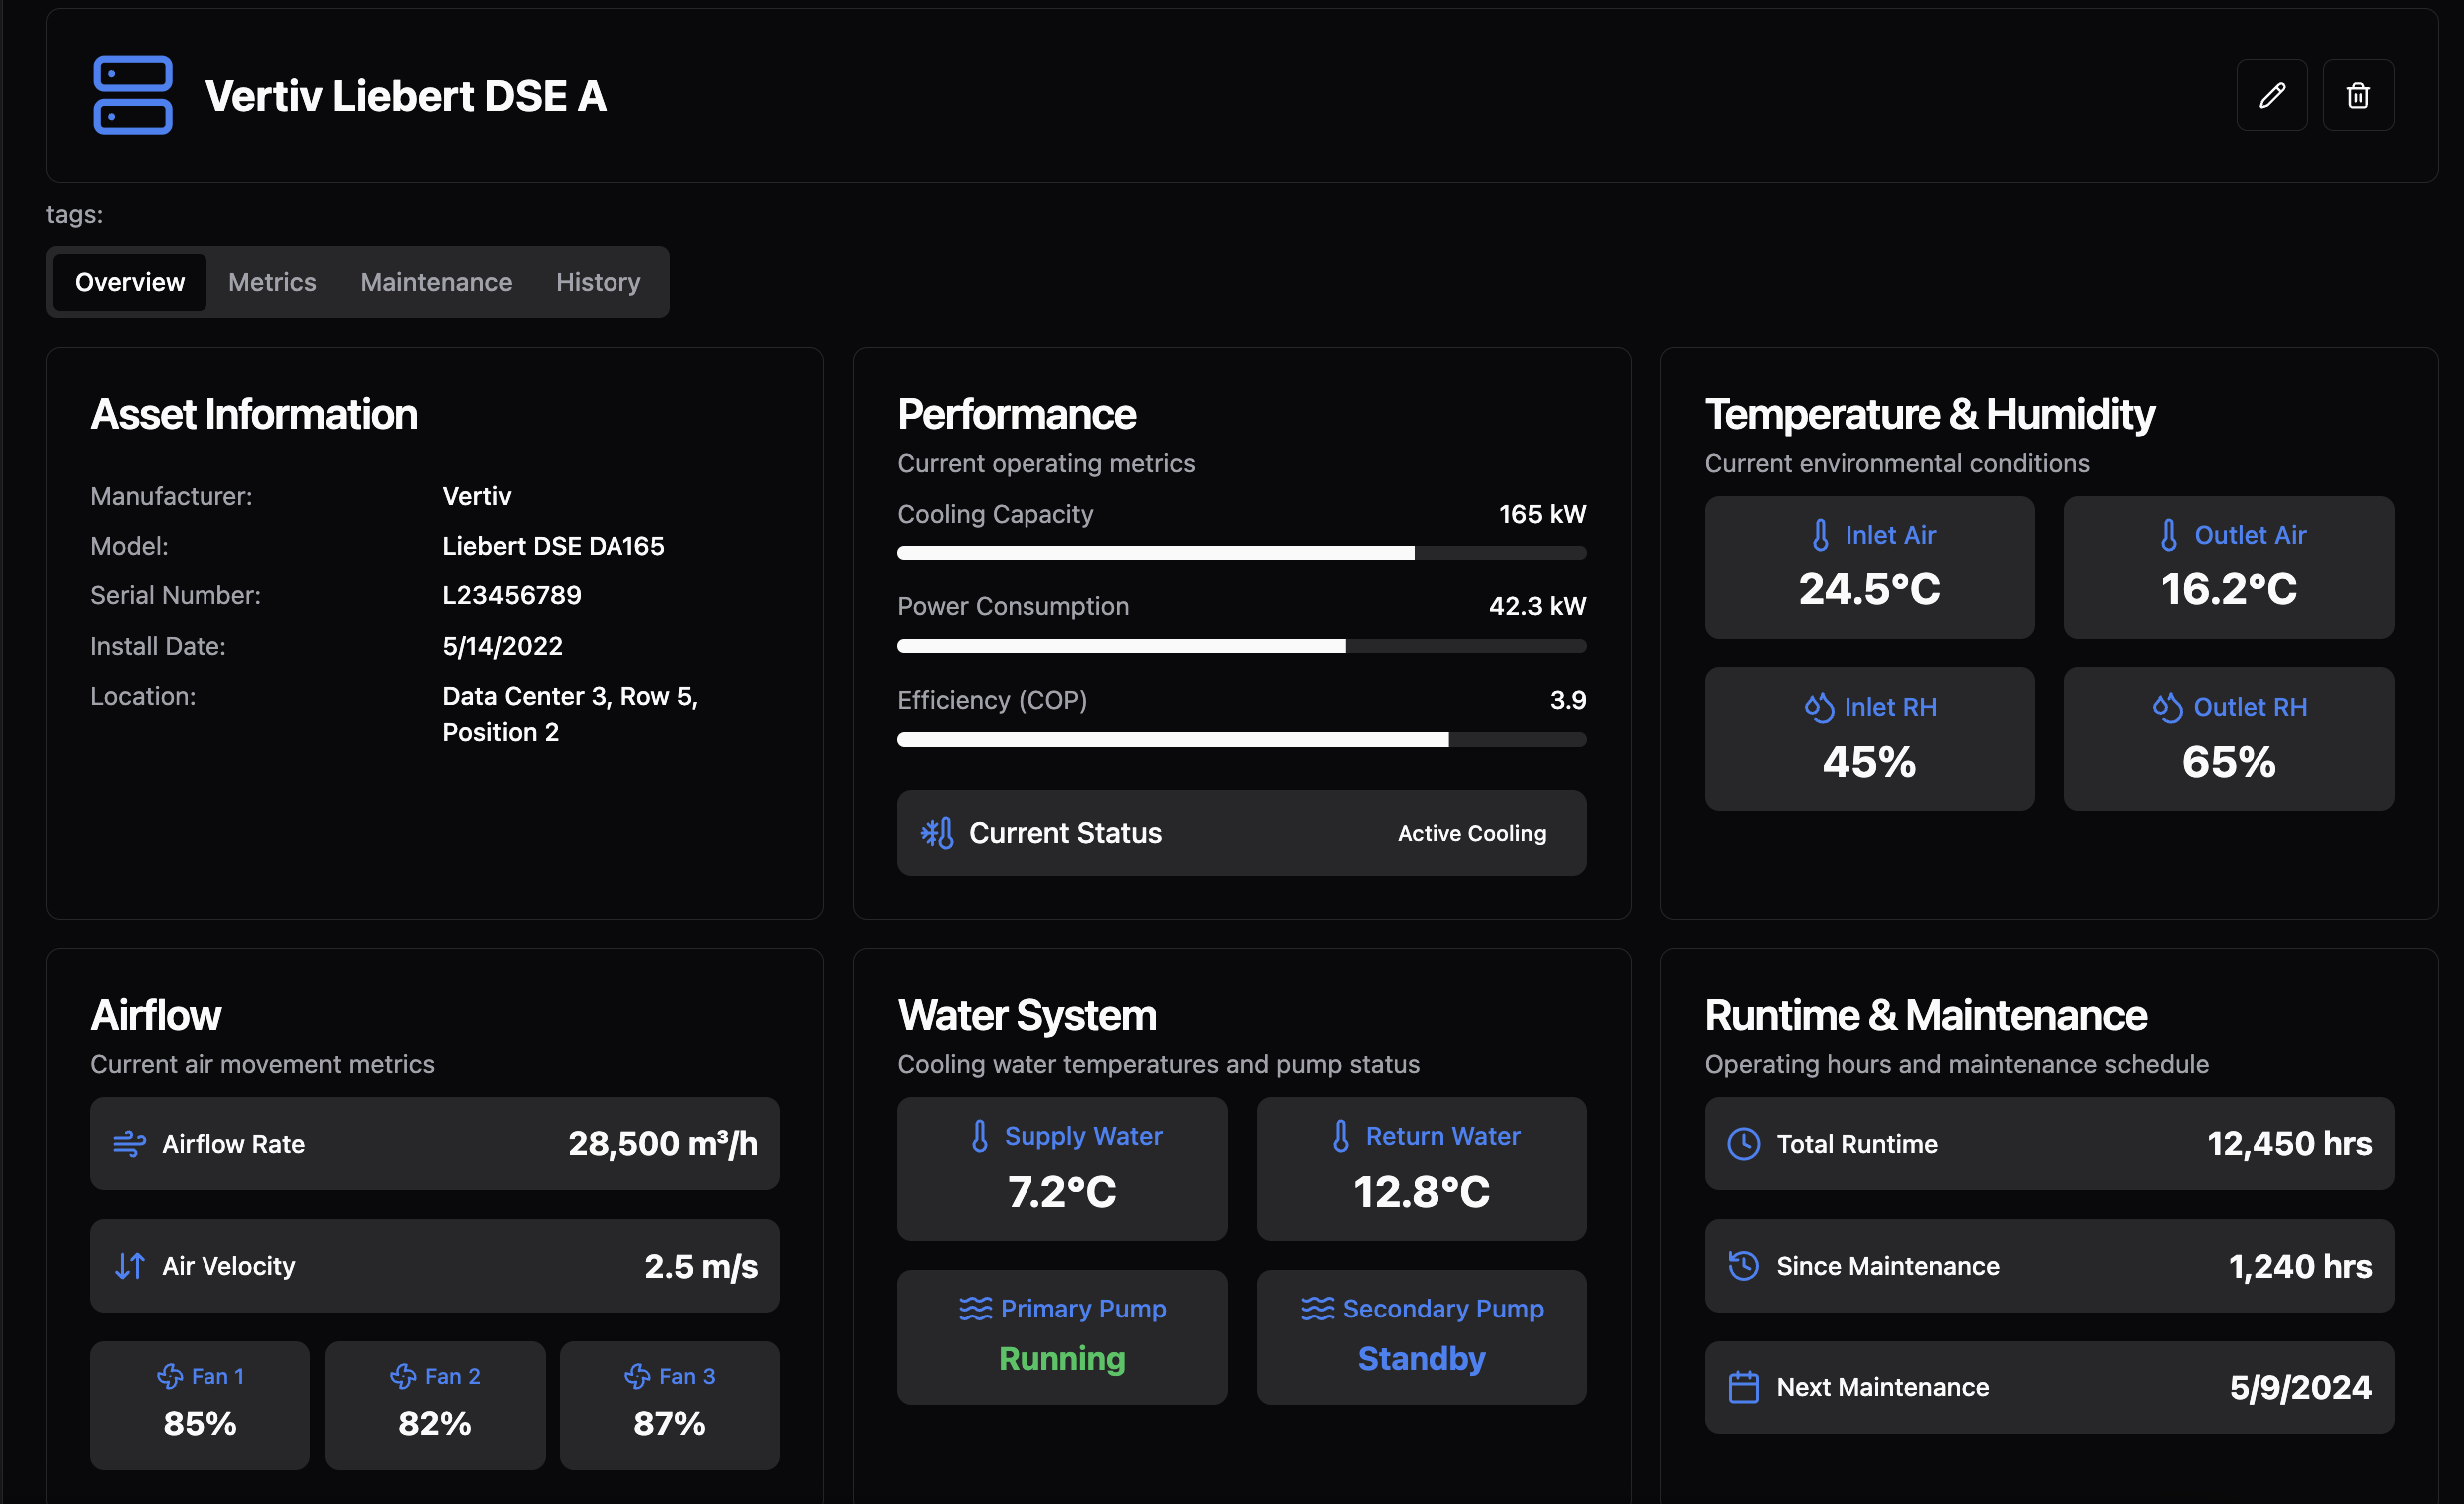 Vertiv Liebert DSE A
tags:
Overview Metrics Maintenance History
Asset Information
Manufacturer: Vertiv
Model: Liebert DSE DA165
Serial Number: L23456789
Install Date: 5/14/2022
Location: Data Center 3, Row 5,
Position 2
Performance
Current operating metrics
Cooling Capacity 165 kW
Power Consumption 42.3 kW
Efficiency (COP) 3.9
Current Status Active Cooling
Temperature & Humidity
Current environmental conditions
Inlet Air Outlet Air
24.5°C 16.2°C
Inlet RH Outlet RH
45% 65%
Airflow
Current air movement metrics
Airflow Rate 28,500 m³/h
Air Velocity 2.5 m/s
Fan 1 Fan 2 Fan 3
85% 82% 87%
Water System
Cooling water temperatures and pump status
Supply Water Return Water
7.2°C 12.8°C
Primary Pump Secondary Pump
Running Standby
Runtime & Maintenance
Operating hours and maintenance schedule
Total Runtime 12,450 hrs
Since Maintenance 1,240 hrs
Next Maintenance 5/9/2024